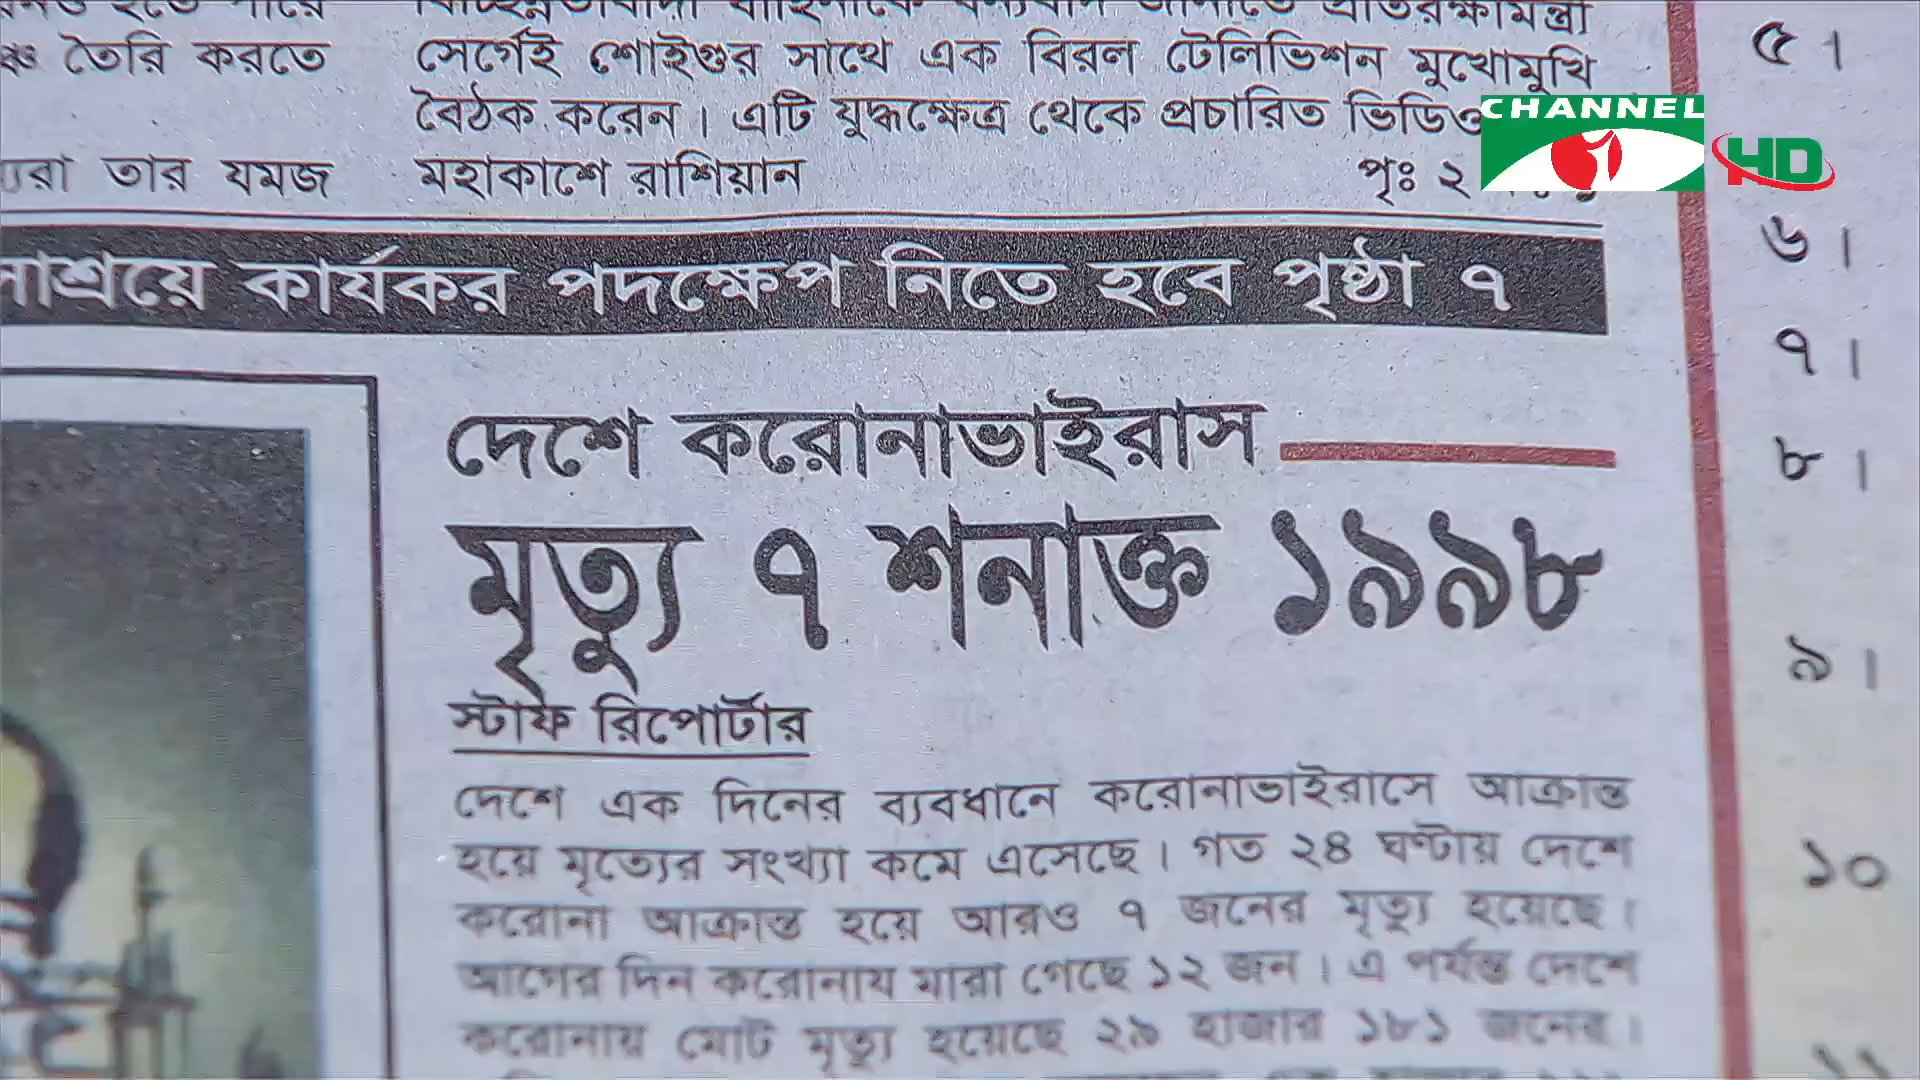 তৈরি করতে
তার যমজ
সের্গেই শোইগুর সাথে এক বিরল টেলিভিশন মুখোমুখি
বৈঠক করেন। এটি যুদ্ধক্ষেত্র থেকে প্রচারিত ভিডিও
মহাকাশে রাশিয়ান পৃঃ ২
CHANNEL
HD
কার্যকর পদক্ষেপ নিতে হবে পৃষ্ঠা ৭
দেশে করোনাভাইরাস
মৃত্যু ৭ শনাক্ত ১৯৯৮
স্টাফ রিপোর্টার
দেশে এক দিনের ব্যবধানে করোনাভাইরাসে আক্রান্ত
হয়ে মৃত্যের সংখ্যা কমে এসেছে। গত ২৪ ঘণ্টায় দেশে
করোনা আক্রান্ত হয়ে আরও ৭ জনের মৃত্যু হয়েছে।
আগের দিন করোনায় মারা গেছে ১২ জন। এ পর্যন্ত দেশে
করোনায় মোট মৃত্যু হয়েছে ২৯ হাজার ১৮১ জনের।
৫।
৬।
৭।
৮।
৯।
১০